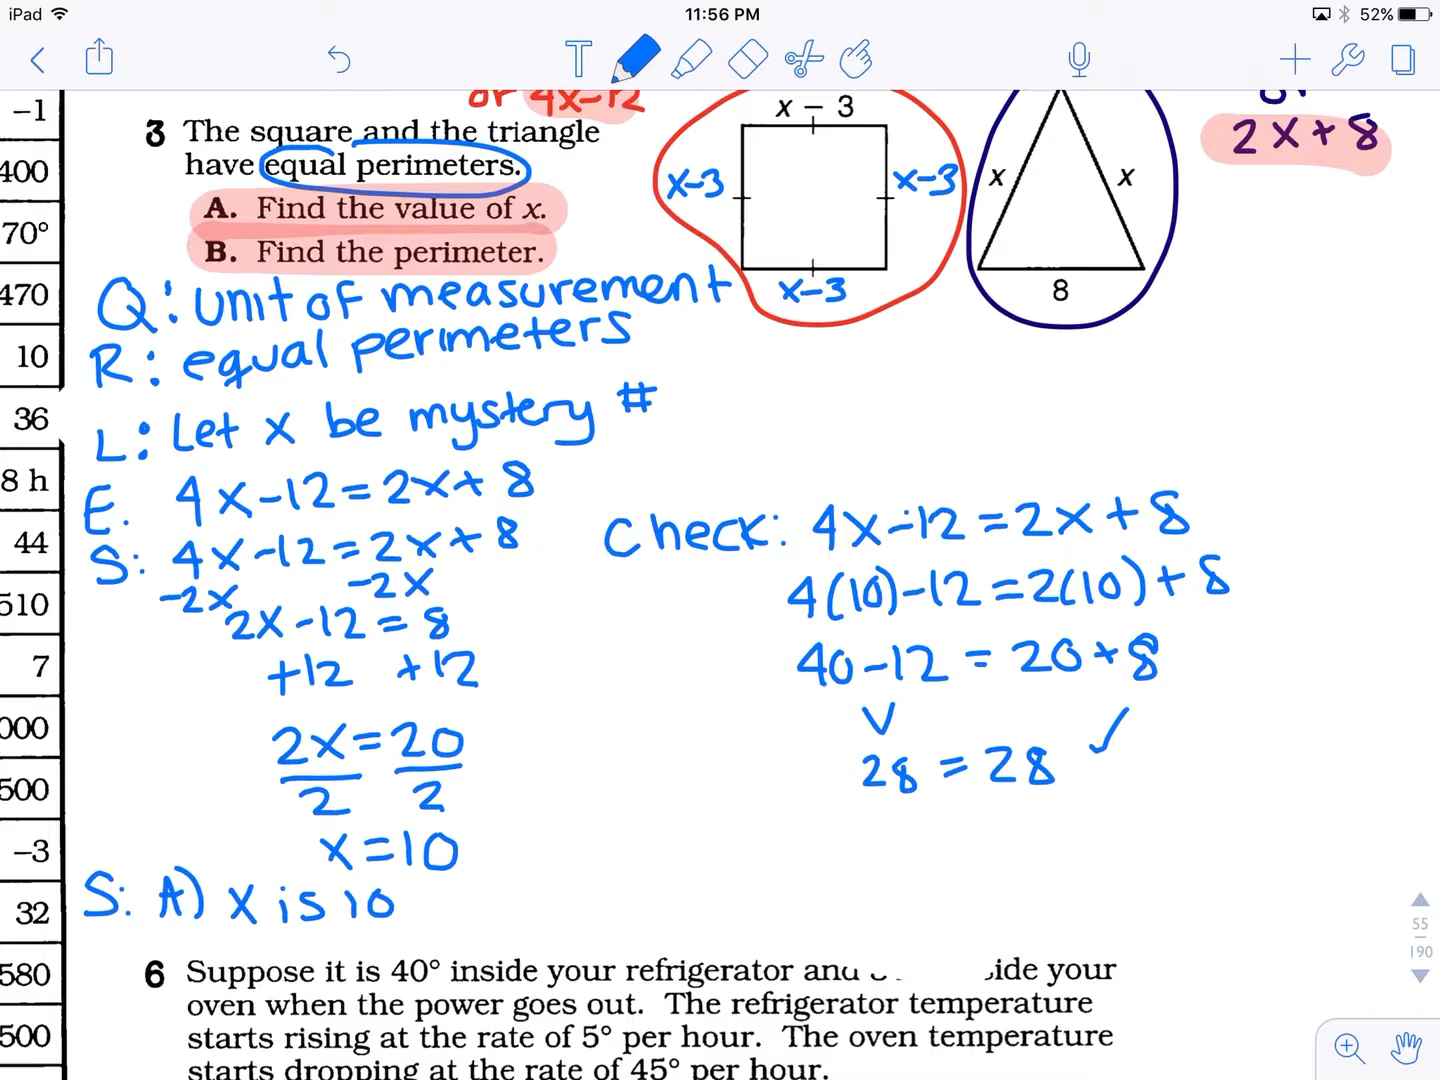 iPad
11:56 PM
52%
T
or 4x-12
x – 3
or
2x+8
3 The square and the triangle
have equal perimeters.
A. Find the value of x.
B. Find the perimeter.
x-3
x-3
x-3
x
x
8
–1
400
70°
470
10
36
8 h
44
510
7
000
500
–3
32
580
500
Q: unit of measurement
R: equal perimeters
L: Let x be mystery #
E. 4x-12=2x+8
S: 4x-12=2x+8
-2x -2x
2x-12=8
+12 +12
2x=20
2 2
x=10
S: A) x is 10
Check: 4x-12=2x+8
4(10)-12=2(10)+8
40-12=20+8
28=28 ✓
55
190
6 Suppose it is 40° inside your refrigerator and ide your
oven when the power goes out. The refrigerator temperature
starts rising at the rate of 5° per hour. The oven temperature
starts dropping at the rate of 45° per hour.